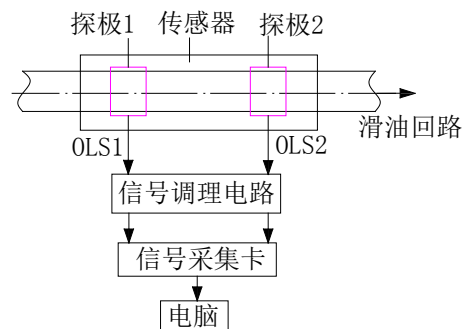 探极1 传感器 探极2
滑油回路
OLS1 OLS2
信号调理电路
信号采集卡
电脑